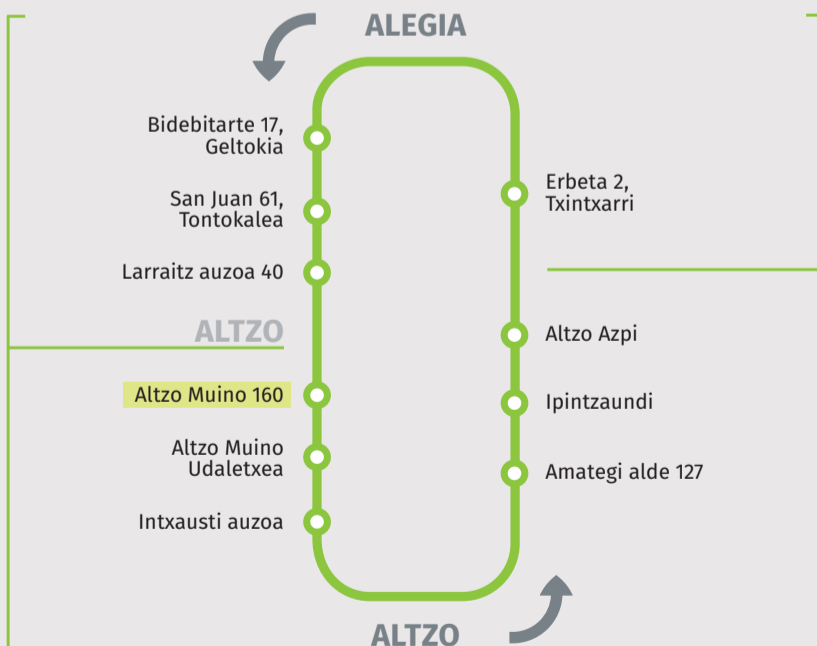 ALEGIA
Bidebitarte 17,
Geltokia
San Juan 61,
Tontokalea
Larraitz auzoa 40
ALTZO
Altzo Muino 160
Altzo Muino
Udaletxea
Intxausti auzoa
Erbeta 2,
Txintxarri
Altzo Azpi
Ipintzaundi
Amategi alde 127
ALTZO